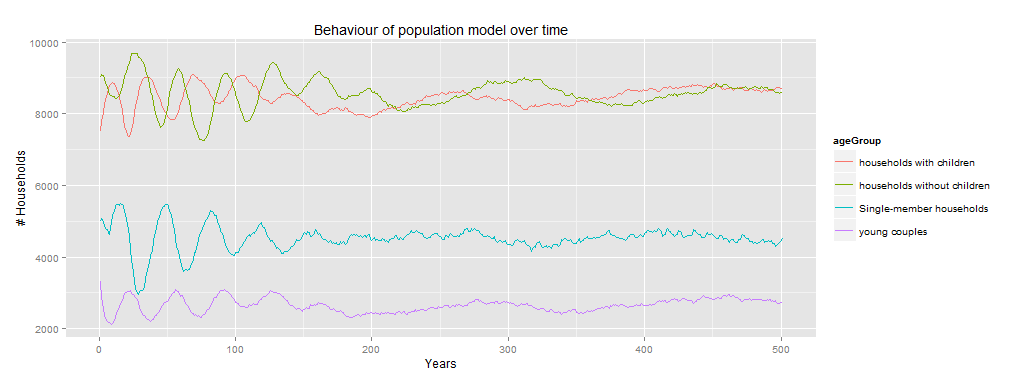 Behaviour of population model over time
10000
8000
6000
4000
2000
# Households
0
100
200
300
400
500
Years
ageGroup
households with children
households without children
Single-member households
young couples